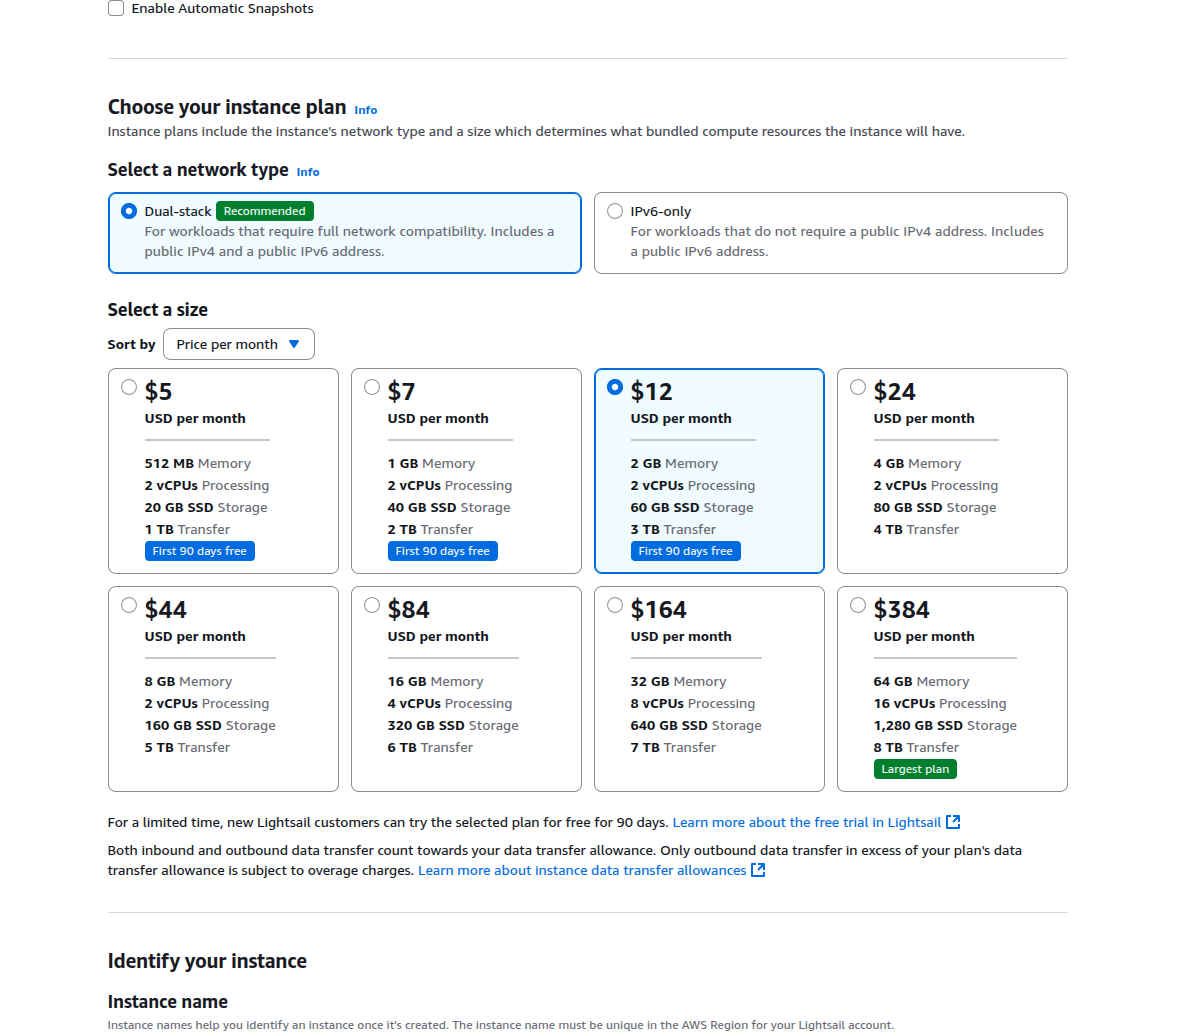 Enable Automatic Snapshots
Choose your instance plan Info
Instance plans include the instance's network type and a size which determines what bundled compute resources the instance will have.
Select a network type Info
Dual-stack Recommended
For workloads that require full network compatibility. Includes a
public IPv4 and a public IPv6 address.
IPv6-only
For workloads that do not require a public IPv4 address. Includes
a public IPv6 address.
Select a size
Sort by Price per month
$5
USD per month
512 MB Memory
2 vCPUs Processing
20 GB SSD Storage
1 TB Transfer
First 90 days free
$7
USD per month
1 GB Memory
2 vCPUs Processing
40 GB SSD Storage
2 TB Transfer
First 90 days free
$12
USD per month
2 GB Memory
2 vCPUs Processing
60 GB SSD Storage
3 TB Transfer
First 90 days free
$24
USD per month
4 GB Memory
2 vCPUs Processing
80 GB SSD Storage
4 TB Transfer
$44
USD per month
8 GB Memory
2 vCPUs Processing
160 GB SSD Storage
5 TB Transfer
$84
USD per month
16 GB Memory
4 vCPUs Processing
320 GB SSD Storage
6 TB Transfer
$164
USD per month
32 GB Memory
8 vCPUs Processing
640 GB SSD Storage
7 TB Transfer
$384
USD per month
64 GB Memory
16 vCPUs Processing
1,280 GB SSD Storage
8 TB Transfer
Largest plan
For a limited time, new Lightsail customers can try the selected plan for free for 90 days. Learn more about the free trial in Lightsail
Both inbound and outbound data transfer count towards your data transfer allowance. Only outbound data transfer in excess of your plan's data
transfer allowance is subject to overage charges. Learn more about instance data transfer allowances
Identify your instance
Instance name
Instance names help you identify an instance once it's created. The instance name must be unique in the AWS Region for your Lightsail account.